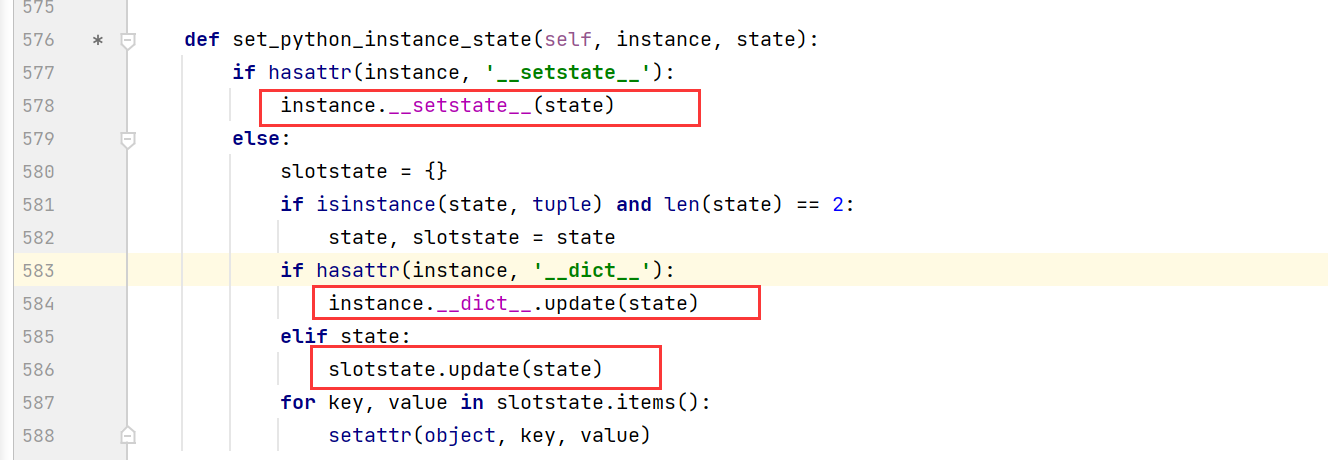 575
576 * def set_python_instance_state(self, instance, state):
577 if hasattr(instance, '__setstate__'):
578 instance.__setstate__(state)
579 else:
580 slotstate = {}
581 if isinstance(state, tuple) and len(state) == 2:
582 state, slotstate = state
583 if hasattr(instance, '__dict__'):
584 instance.__dict__.update(state)
585 elif state:
586 slotstate.update(state)
587 for key, value in slotstate.items():
588 setattr(object, key, value)